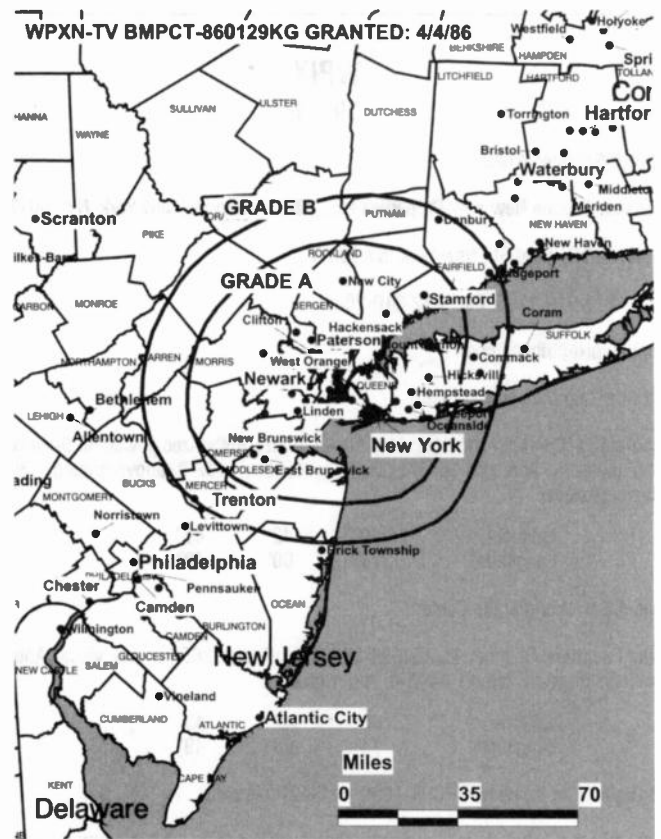 WPXN-TV BMPCT-860129KG GRANTED: 4/4/86
Westfield
Holyoke
BERKSHIRE
HAMPDEN
LITCHFIELD
HARTFORD
SULLIVAN
ULSTER
DUTCHESS
WAYNE
Torrington
Bristol
Waterbury
Meriden
NEW HAVEN
New Haven
GRADE B
PUTNAM
Danbury
Scranton
PIKE
ROCKLAND
FAIRFIELD
GRADE A
New City
BERGEN
Stamford
MONROE
Clifton
Hackensack
Coram
SUFFOLK
Paterson
NORTHAMPTON
MORRIS
West Orange
Commack
Newark
Hicksville
Bethlehem
Hempstead
LEHIGH
Linden
Allentown
Oceanside
New Brunswick
New York
East Brunswick
BUCKS
MERCER
MONTGOMERY
Trenton
Norristown
Levittown
Philadelphia
Brick Township
Chester
Pennsauken
Camden
OCEAN
BURLINGTON
Wilmington
CAMDEN
GLOUCESTER
New Jersey
NEW CASTLE
SALEM
Vineland
CUMBERLAND
ATLANTIC
Atlantic City
CAPE MAY
Miles
KENT
0 35 70
Delaware